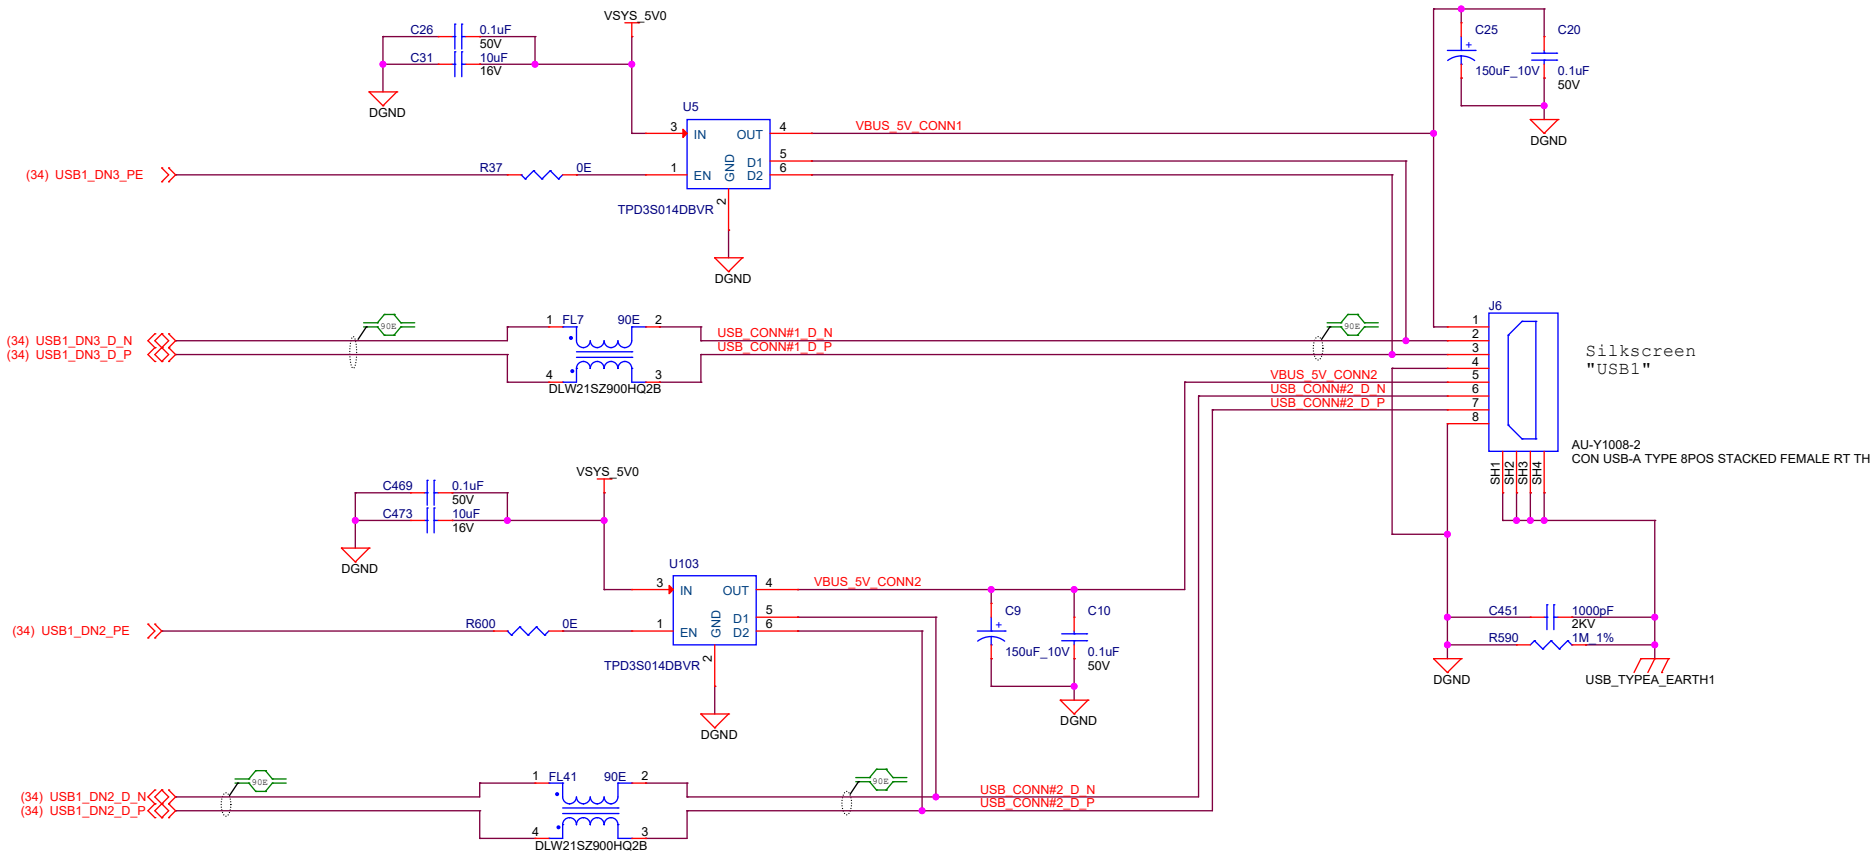 VSYS_5V0
C26
0.1uF
50V
C31
10uF
16V
DGND
C25
C20
150uF_10V
0.1uF
50V
DGND
U5
3
IN
OUT
4
VBUS_5V_CONN1
D1
5
D2
6
1
EN
GND
2
TPD3S014DBVR
DGND
(34) USB1_DN3_PE
R37
0E
(34) USB1_DN3_D_N
(34) USB1_DN3_D_P
90E
1
FL7
90E
2
4
3
DLW21SZ900HQ2B
USB_CONN#1_D_N
USB_CONN#1_D_P
90E
J6
1
2
3
4
5
6
7
8
VBUS_5V_CONN2
USB_CONN#2_D_N
USB_CONN#2_D_P
Silkscreen
"USB1"
AU-Y1008-2
CON USB-A TYPE 8POS STACKED FEMALE RT TH
SH1
SH2
SH3
SH4
VSYS_5V0
C469
0.1uF
50V
C473
10uF
16V
DGND
U103
3
IN
OUT
4
VBUS_5V_CONN2
D1
5
D2
6
1
EN
GND
2
TPD3S014DBVR
DGND
(34) USB1_DN2_PE
R600
0E
C9
150uF_10V
C10
0.1uF
50V
DGND
C451
1000pF
2KV
R590
1M_1%
DGND
USB_TYPEA_EARTH1
(34) USB1_DN2_D_N
(34) USB1_DN2_D_P
90E
1
FL41
90E
2
4
3
DLW21SZ900HQ2B
90E
USB_CONN#2_D_N
USB_CONN#2_D_P